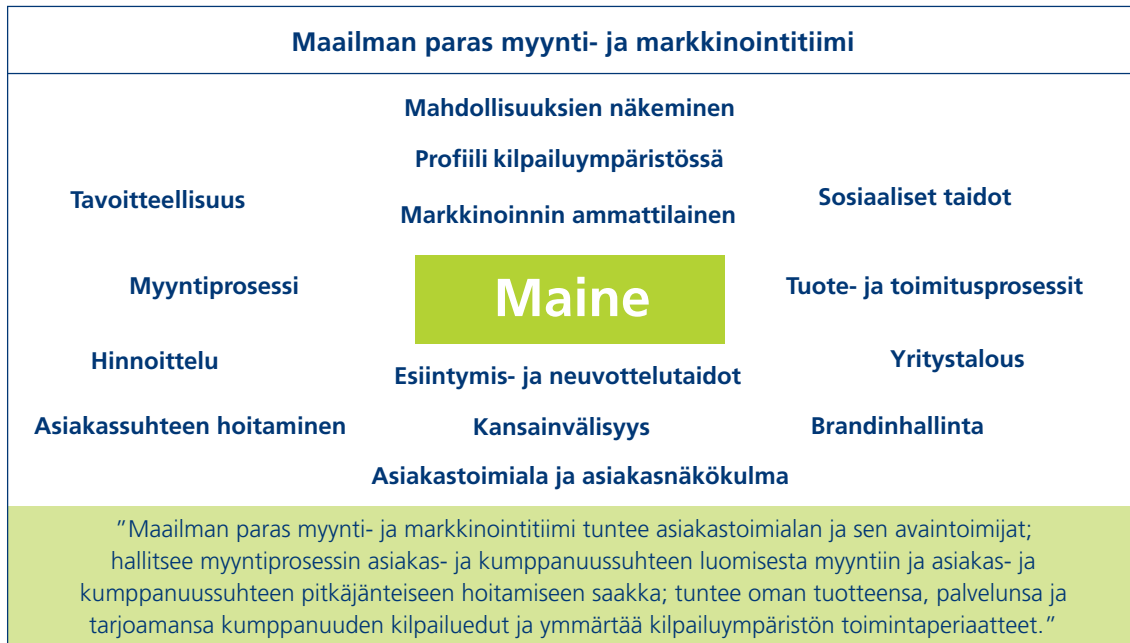 Maailman paras myynti- ja markkinointitiimi
Mahdollisuuksien näkeminen
Profiili kilpailuympäristössä
Tavoitteellisuus
Markkinoinnin ammattilainen
Sosiaaliset taidot
Myyntiprosessi
Maine
Tuote- ja toimitusprosessit
Hinnoittelu
Esiintymis- ja neuvottelutaidot
Yritystalous
Asiakassuhteen hoitaminen
Kansainvälisyys
Brandinhallinta
Asiakastoimiala ja asiakasnäkökulma
”Maailman paras myynti- ja markkinointitiimi tuntee asiakastoimialan ja sen avaintoimijat;
hallitsee myyntiprosessin asiakas- ja kumppanuussuhteen luomisesta myyntiin ja asiakas- ja
kumppanuussuhteen pitkäjänteiseen hoitamiseen saakka; tuntee oman tuotteensa, palvelunsa ja
tarjoamansa kumppanuuden kilpailuedut ja ymmärtää kilpailuympäristön toimintaperiaatteet.”